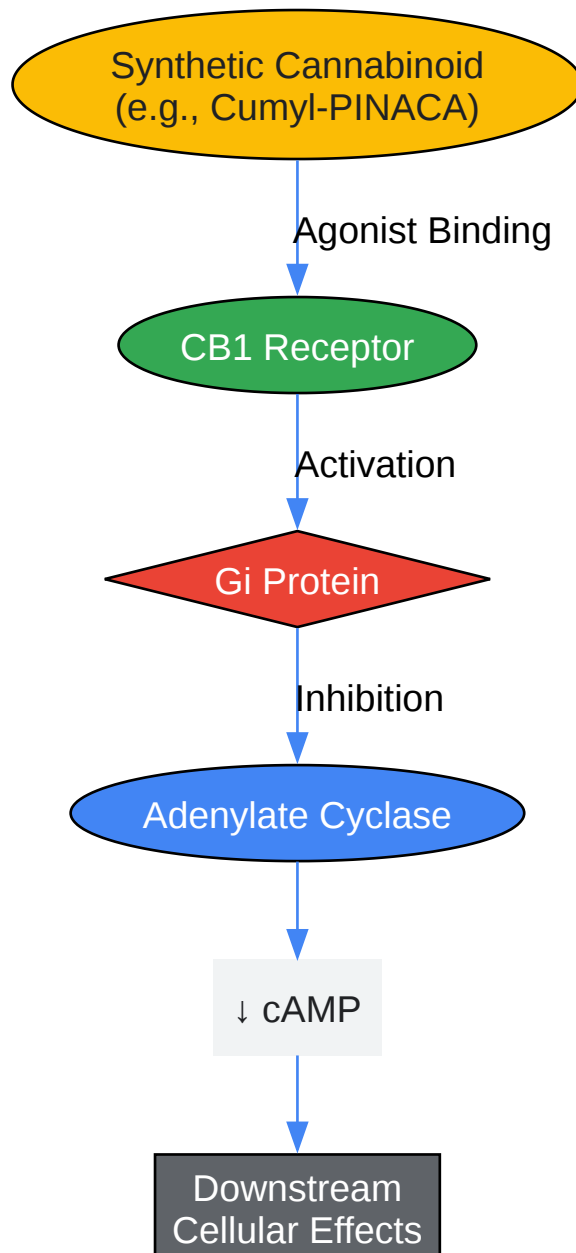 Synthetic Cannabinoid
(e.g., Cumyl-PINACA)
Agonist Binding
CB1 Receptor
Activation
Gi Protein
Inhibition
Adenylate Cyclase
↓ cAMP
Downstream
Cellular Effects